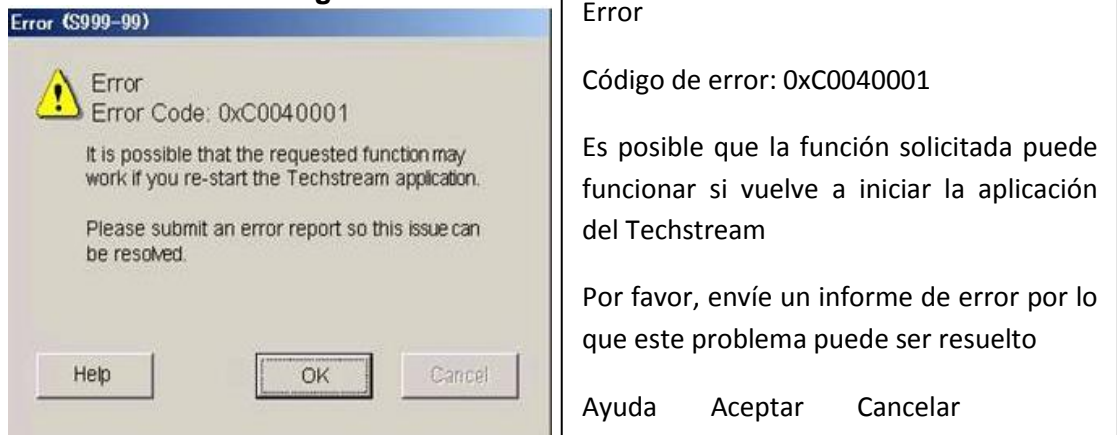 Error (S999-99)
Error
Error Code: 0xC0040001
It is possible that the requested function may
work if you re-start the Techstream application.
Please submit an error report so this issue can
be resolved.
Help OK Cancel
Error
Código de error: 0xC0040001
Es posible que la función solicitada puede
funcionar si vuelve a iniciar la aplicación
del Techstream
Por favor, envíe un informe de error por lo
que este problema puede ser resuelto
Ayuda Aceptar Cancelar